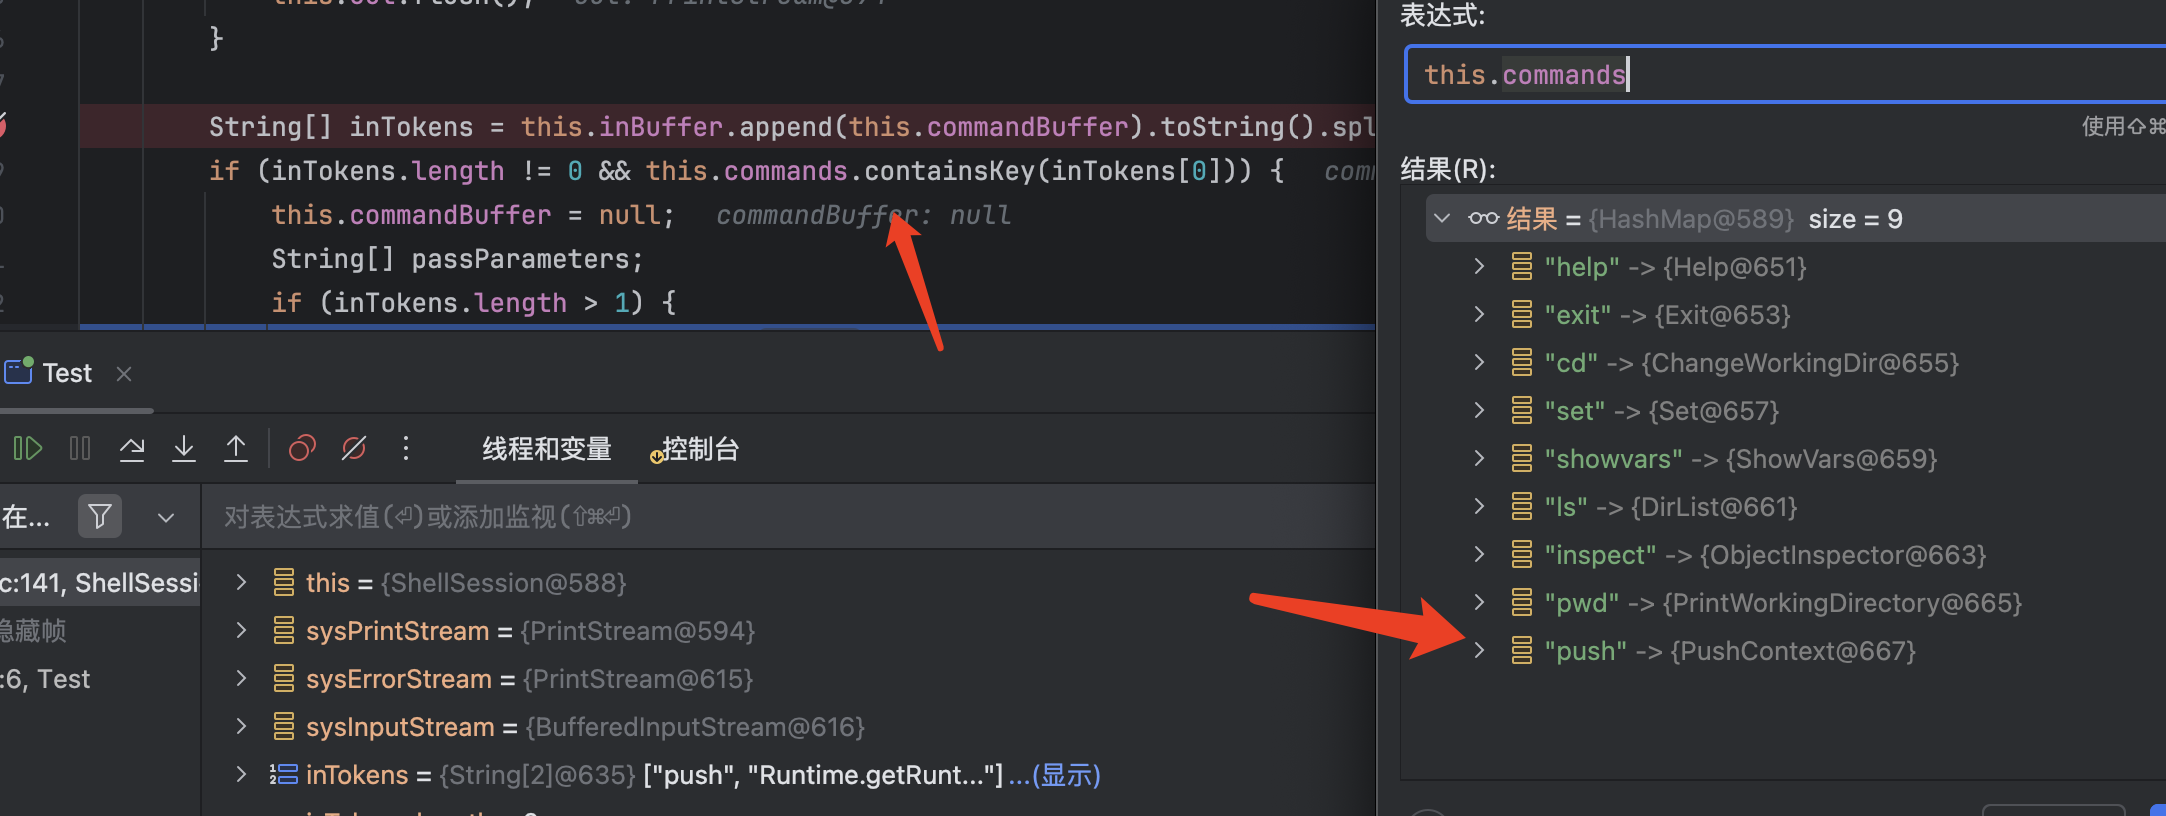 }
String[] inTokens = this.inBuffer.append(this.commandBuffer).toString().spl
if (inTokens.length != 0 && this.commands.containsKey(inTokens[0])) {   com
this.commandBuffer = null;   commandBuffer: null
String[] passParameters;
if (inTokens.length > 1) {
Test
线程和变量
控制台
在...
对表达式求值(⏎)或添加监视(⇧⌘⏎)
c:141, ShellSessi
隐藏帧
:6, Test
this = {ShellSession@588}
sysPrintStream = {PrintStream@594}
sysErrorStream = {PrintStream@615}
sysInputStream = {BufferedInputStream@616}
inTokens = {String[2]@635} ["push", "Runtime.getRunt..."] ...(显示)
表达式:
this.commands
使用⇧⌘
结果(R):
结果 = {HashMap@589} size = 9
"help" -> {Help@651}
"exit" -> {Exit@653}
"cd" -> {ChangeWorkingDir@655}
"set" -> {Set@657}
"showvars" -> {ShowVars@659}
"ls" -> {DirList@661}
"inspect" -> {ObjectInspector@663}
"pwd" -> {PrintWorkingDirectory@665}
"push" -> {PushContext@667}